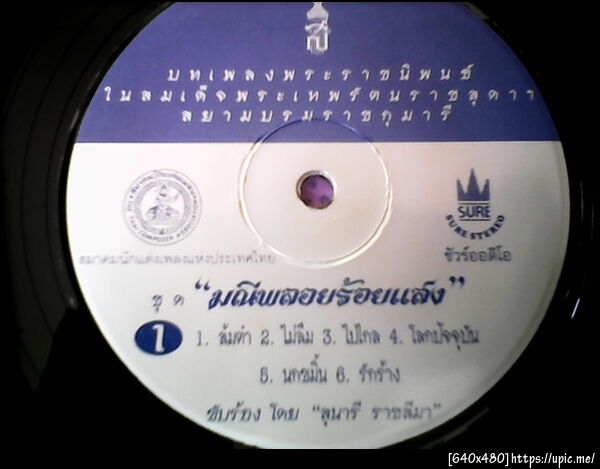 บทเพลงพระราชนิพนธ์
ในสมเด็จพระเทพรัตนราชสุดาฯ
สยามบรมราชกุมารี
SURE
SURE STEREO
สมาคมนักแต่งเพลงแห่งประเทศไทย
ชัวร์ออดิโอ
ชุด "มณีพลอยร้อยแสง"
1 1. ส้มตำ 2. ไม่ลืม 3. ไปไกล 4. โลกปัจจุบัน
5. นกขมิ้น 6. รักร้าง
ขับร้อง โดย "สุนารี ราชสีมา"
[640x480]https://upic.me/